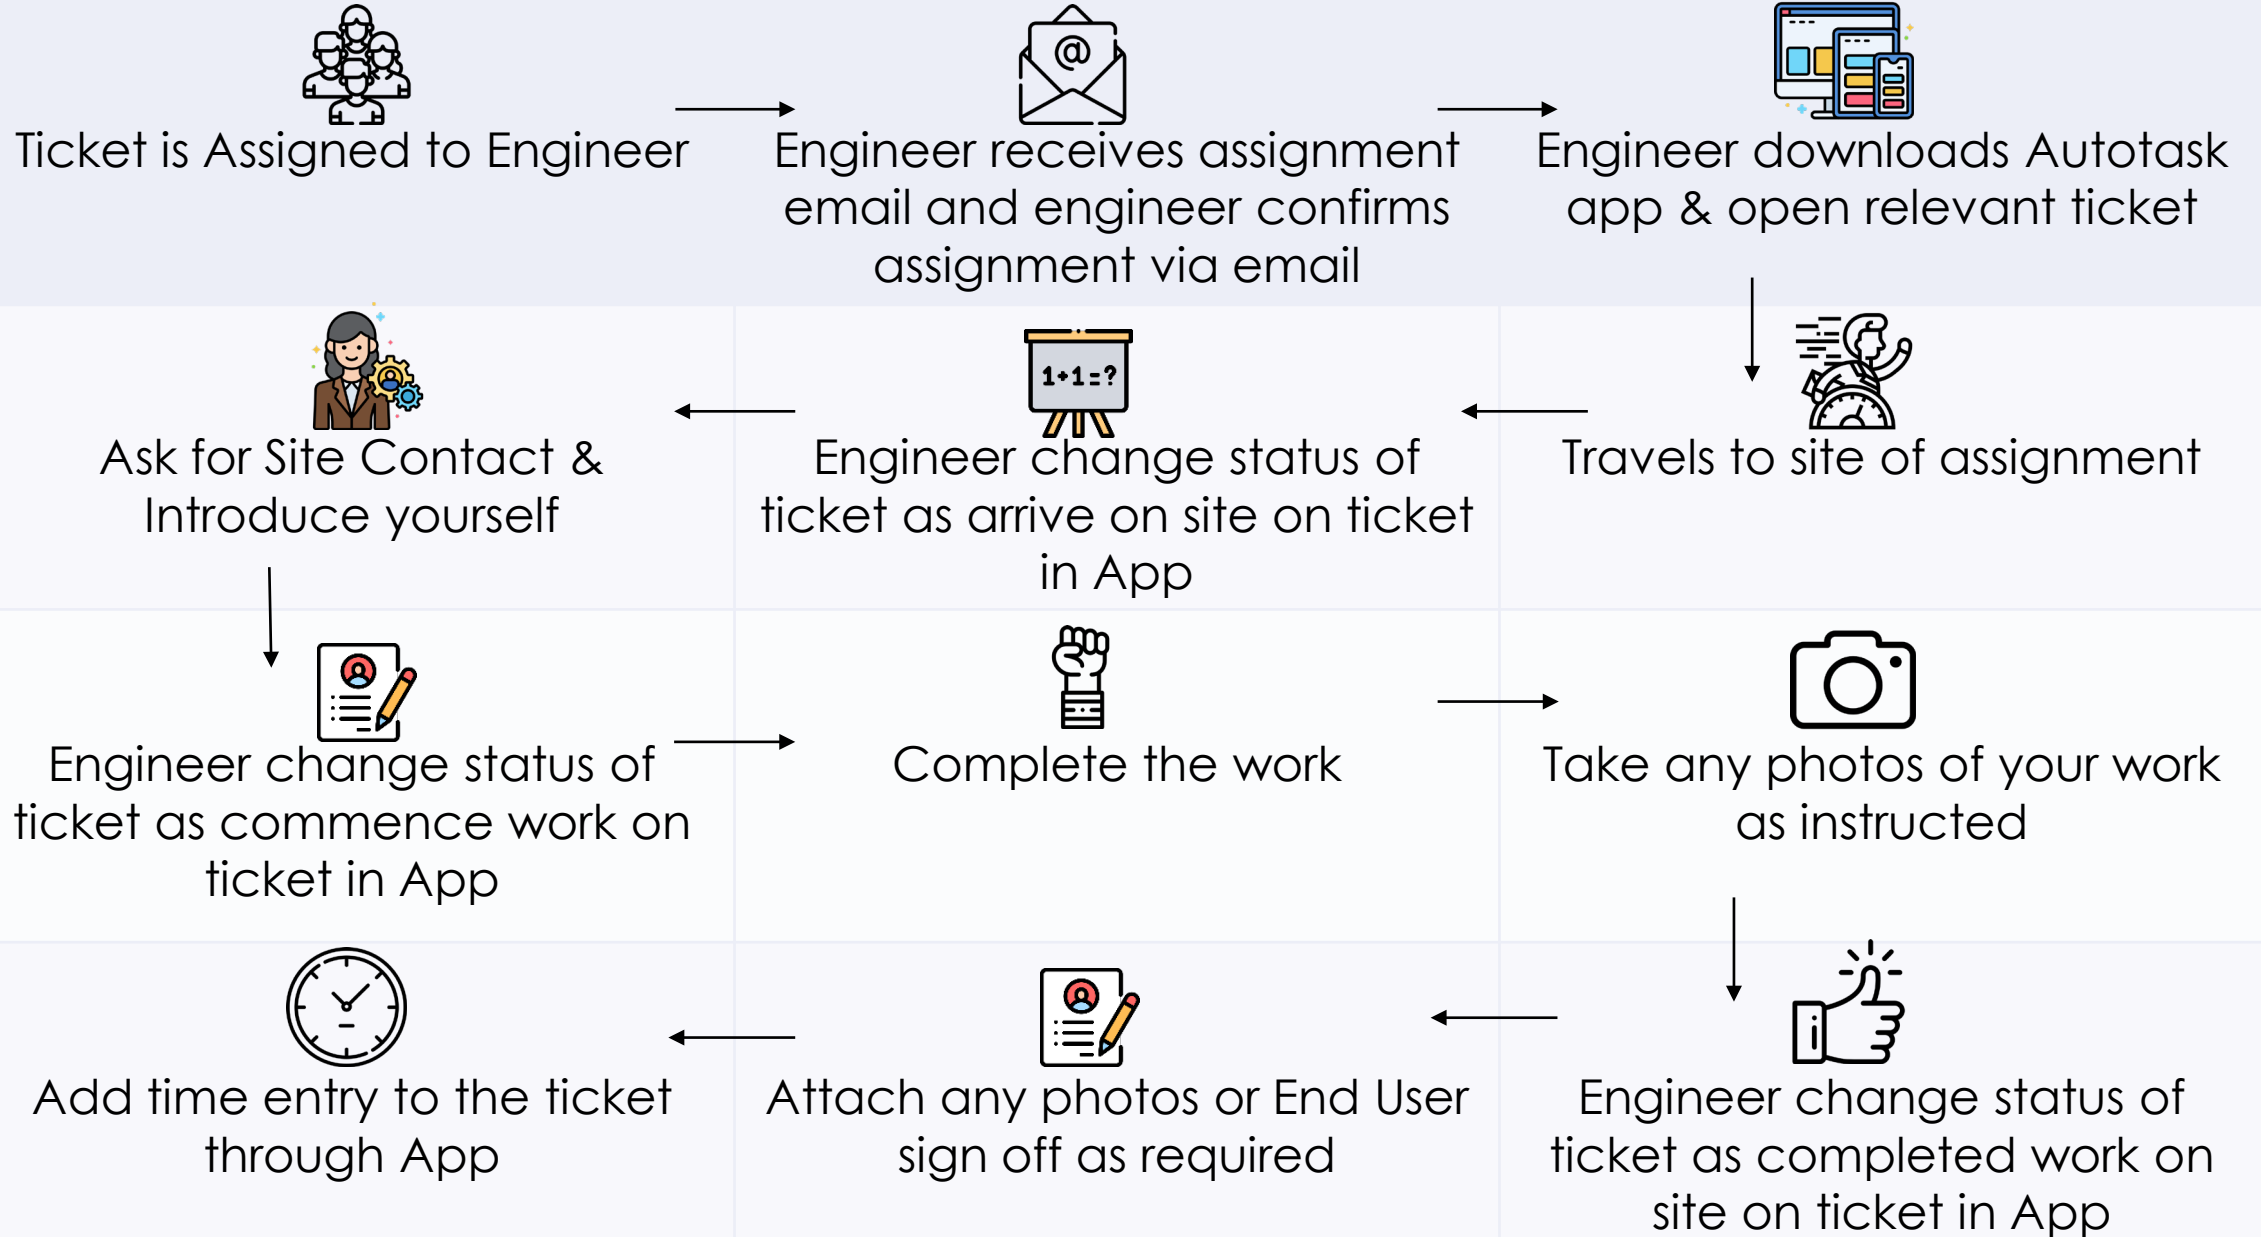 Ticket is Assigned to Engineer
@
Engineer receives assignment
email and engineer confirms
assignment via email
Engineer downloads Autotask
app & open relevant ticket
Travels to site of assignment
1+1=?
Engineer change status of
ticket as arrive on site on ticket
in App
Ask for Site Contact &
Introduce yourself
Engineer change status of
ticket as commence work on
ticket in App
Complete the work
Take any photos of your work
as instructed
Engineer change status of
ticket as completed work on
site on ticket in App
Attach any photos or End User
sign off as required
Add time entry to the ticket
through App